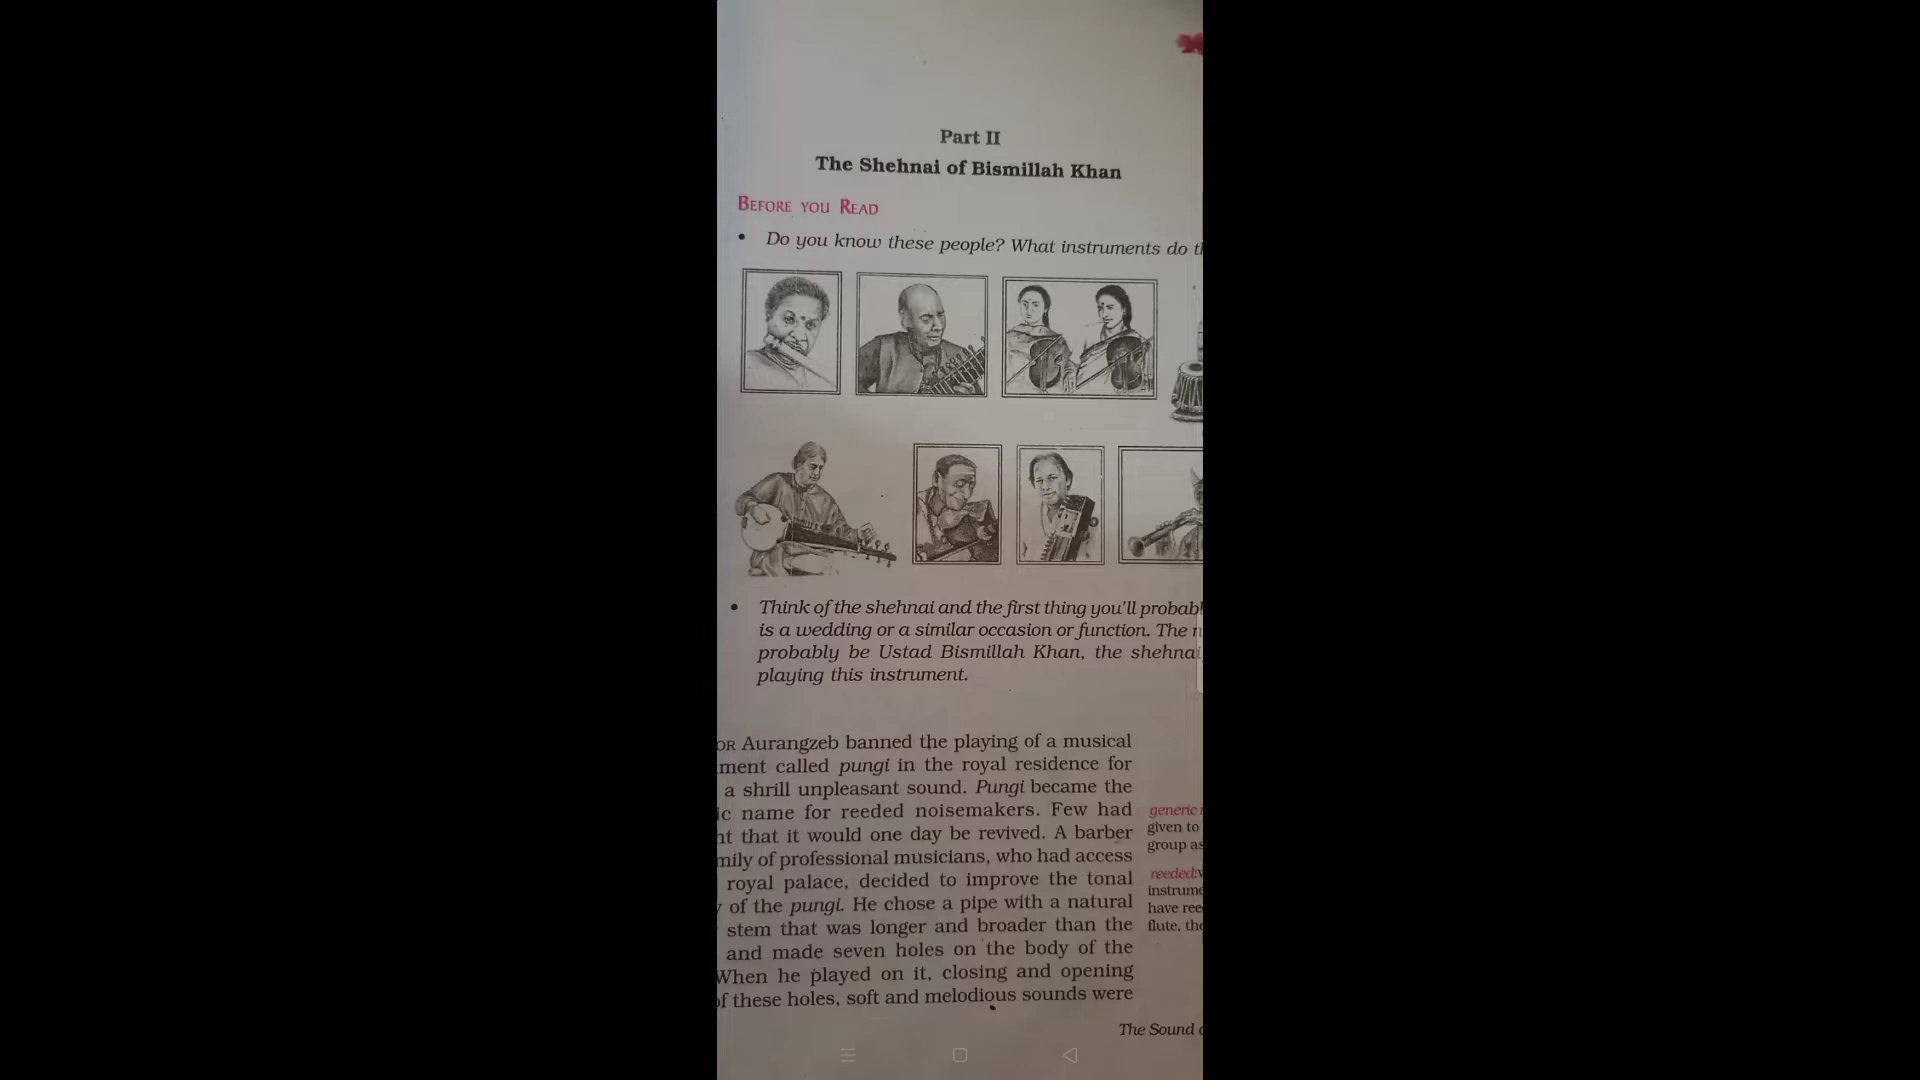 Part II
The Shehnai of Bismillah Khan
BEFORE YOU READ
• Do you know these people? What instruments do
• Think of the shehnai and the first thing you'll
is a wedding or a similar occasion or function. The
probably be Ustad Bismillah Khan, the shehnai
playing this instrument.
OR Aurangzeb banned the playing of a musical
ment called pungi in the royal residence for
a shrill unpleasant sound. Pungi became the
ic name for reeded noisemakers. Few had
ht that it would one day be revived. A barber
mily of professional musicians, who had access
royal palace, decided to improve the tonal
y of the pungi. He chose a pipe with a natural
stem that was longer and broader than the
and made seven holes on the body of the
When he played on it, closing and opening
of these holes, soft and melodious sounds were
generic
given to
group as
reeded:
have
flute, the
The Sound